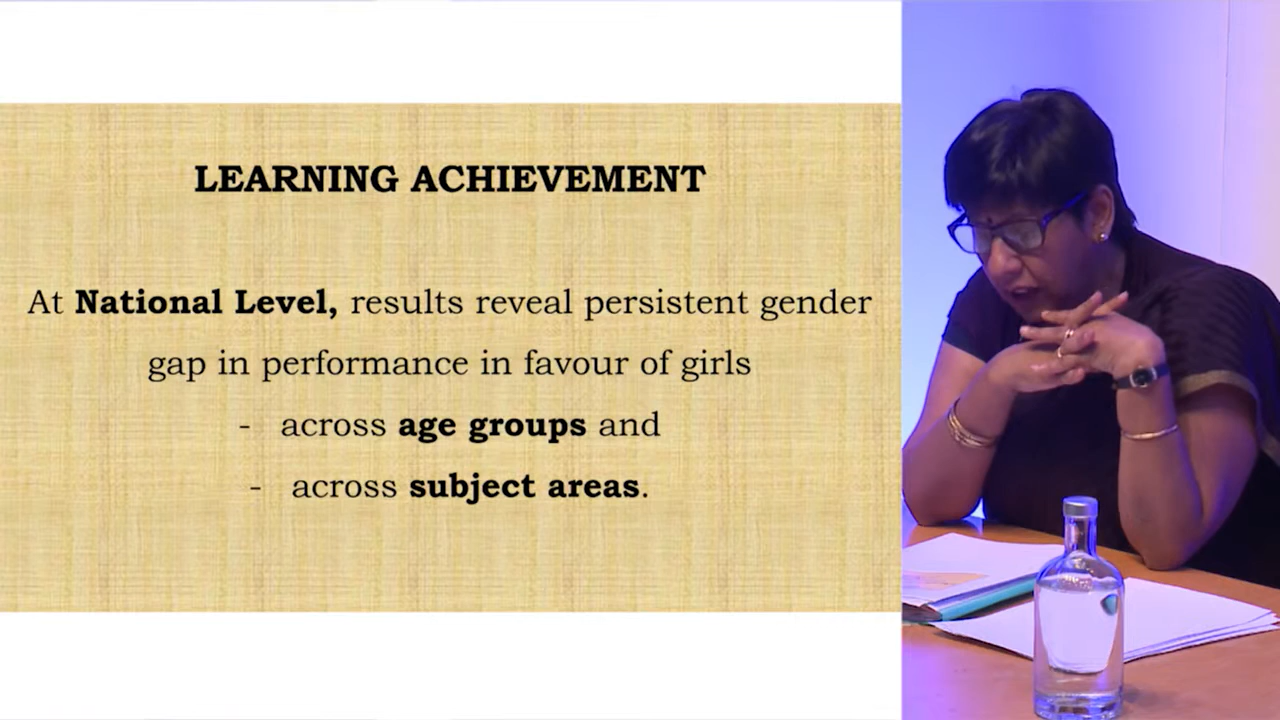 LEARNING ACHIEVEMENT
At National Level, results reveal persistent gender
gap in performance in favour of girls
- across age groups and
- across subject areas.